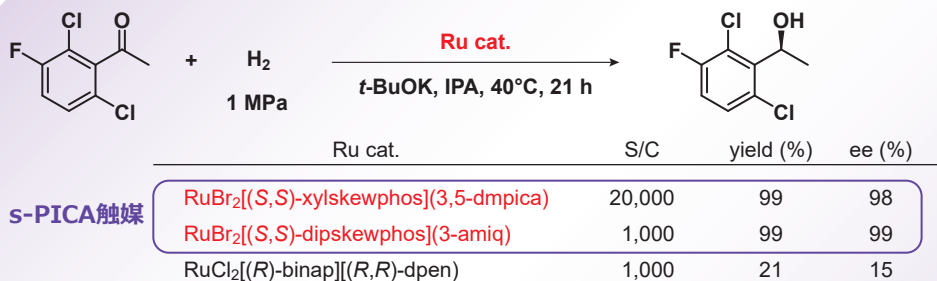 Cl
O
F
Cl
+
H2
1 MPa
Ru cat.
t-BuOK, IPA, 40°C, 21 h
Cl
OH
F
Cl
Ru cat. S/C yield (%) ee (%)
s-PICA触媒
RuBr2[(S,S)-xylskewphos](3,5-dmpica) 20,000 99 98
RuBr2[(S,S)-dipskewphos](3-amiq) 1,000 99 99
RuCl2[(R)-binap][(R,R)-dpen) 1,000 21 15